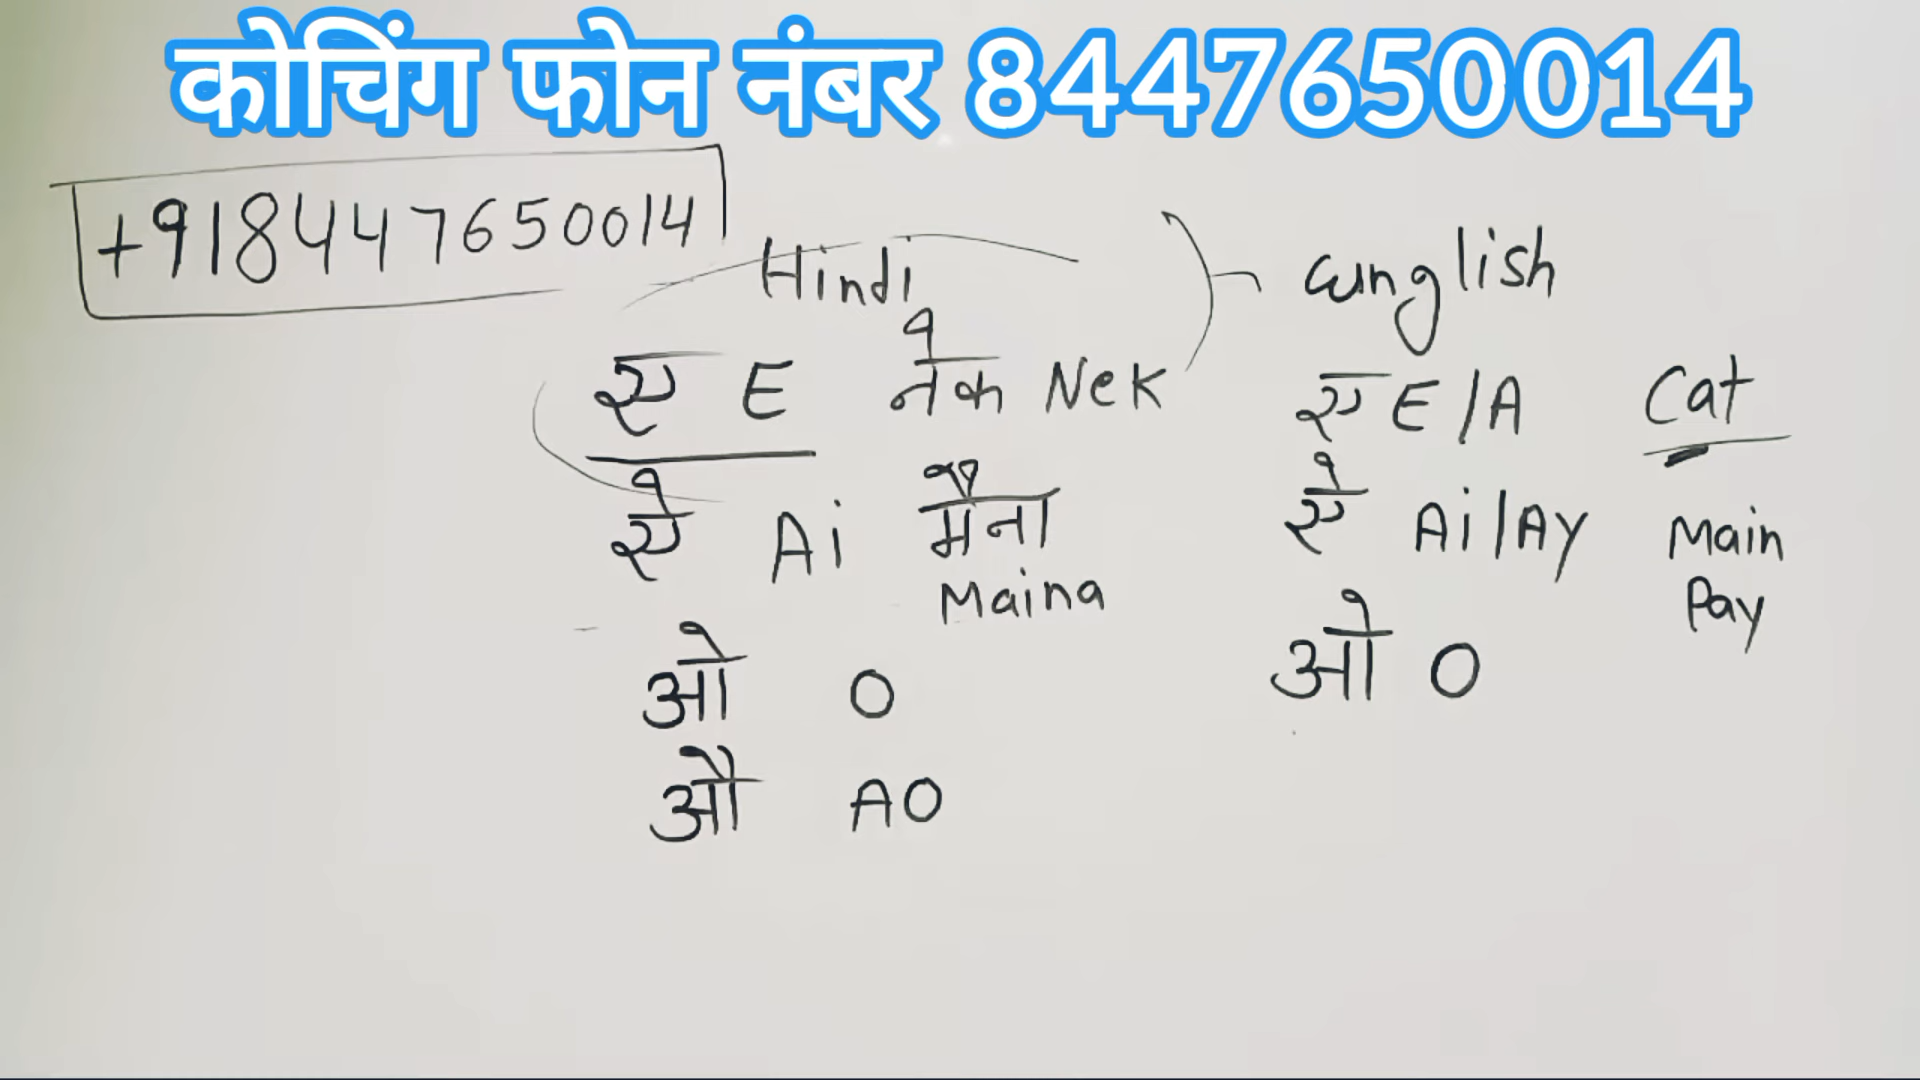 कोचिंग फोन नंबर 8447650014
+918447650014
Hindi English
ए E नेक Nek ए E/A Cat
ऐ Ai मैना ऐ Ai/Ay Main
Maina Pay
ओ O ओ O
औ AO